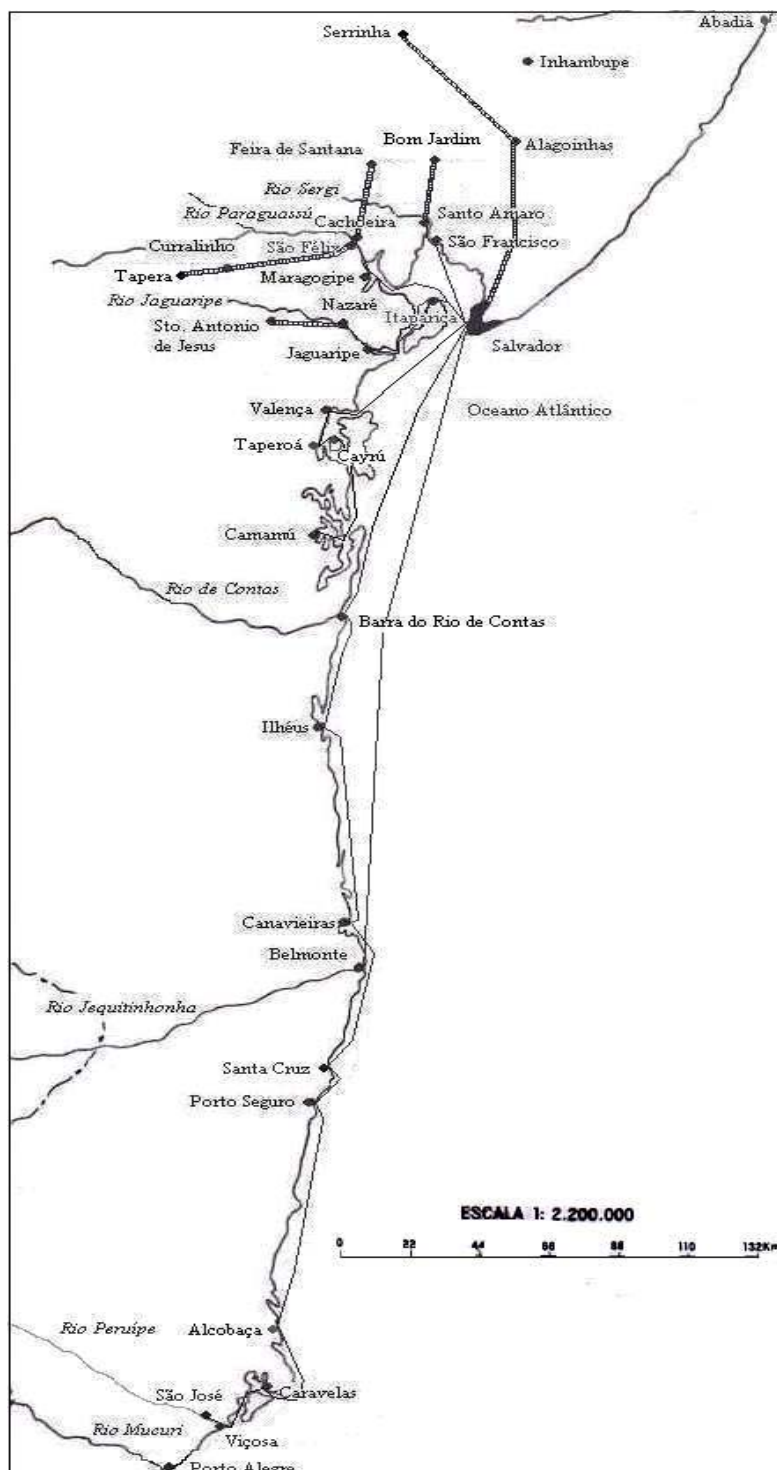 Serrinha
Abadia
Inhambupe
Feira de Santana
Bom Jardim
Alagoinhas
Rio Sergi
Rio Paraguassú
Cachoeira
Santo Amaro
Curralinho
São Félix
São Francisco
Tapera
Maragogipe
Rio Jaguaripe
Nazaré
Itaparica
Sto. Antonio
de Jesus
Jaguaripe
Salvador
Valença
Oceano Atlântico
Taperoá
Cayrú
Camamú
Rio de Contas
Barra do Rio de Contas
Ilhéus
Canavieiras
Belmonte
Rio Jequitinhonha
Santa Cruz
Porto Seguro
ESCALA 1: 2.200.000
0 22 44 66 88 110 132Km
Rio Peruípe
Alcobaça
São José
Caravelas
Rio Mucuri
Viçosa
Porto Alegre